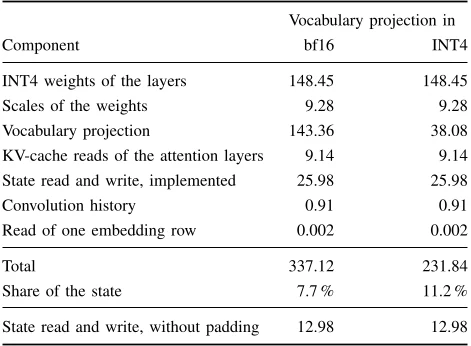 Vocabulary projection in
Component bf16 INT4
INT4 weights of the layers 148.45 148.45
Scales of the weights 9.28 9.28
Vocabulary projection 143.36 38.08
KV-cache reads of the attention layers 9.14 9.14
State read and write, implemented 25.98 25.98
Convolution history 0.91 0.91
Read of one embedding row 0.002 0.002
Total 337.12 231.84
Share of the state 7.7 % 11.2 %
State read and write, without padding 12.98 12.98